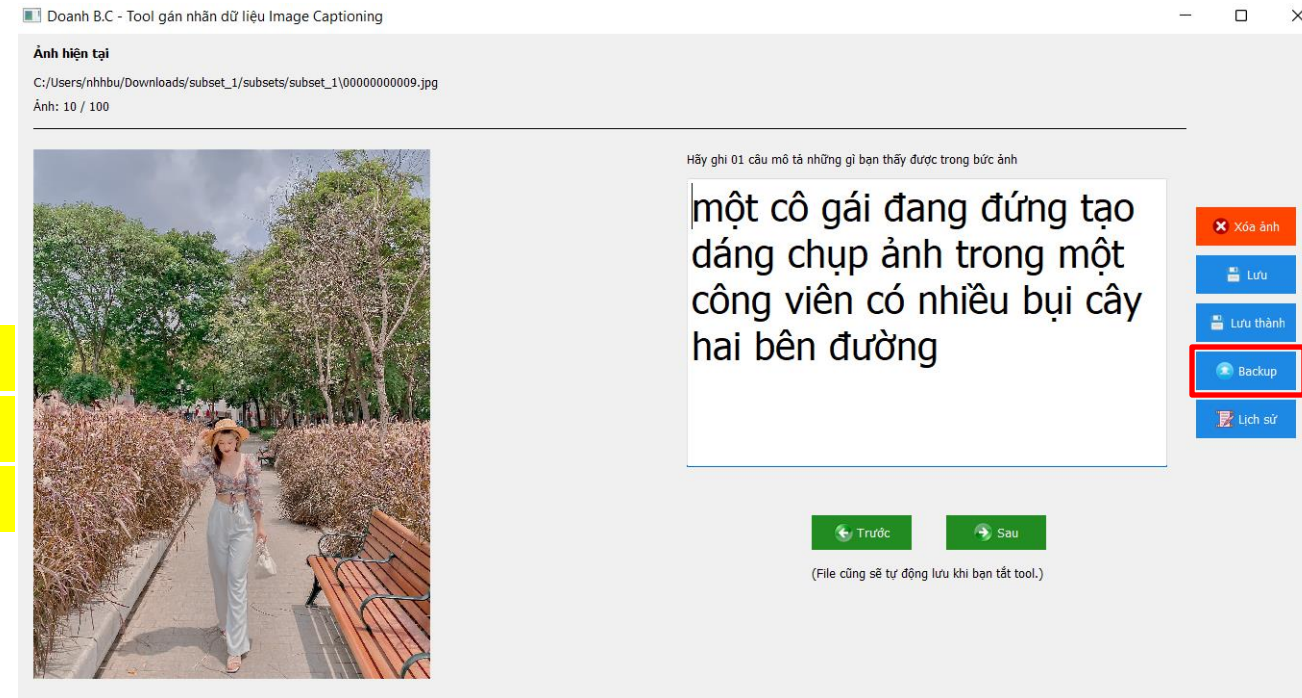 Doanh B.C - Tool gán nhãn dữ liệu Image Captioning
Ảnh hiện tại
C:/Users/nhhbu/Downloads/subset_1/subsets/subset_1\00000000009.jpg
Ảnh: 10 / 100
Hãy ghi 01 câu mô tả những gì bạn thấy được trong bức ảnh
một cô gái đang đứng tạo
dáng chụp ảnh trong một
công viên có nhiều bụi cây
hai bên đường
Xóa ảnh
Lưu
Lưu thành
Backup
Lịch sử
Trước
Sau
(File cũng sẽ tự động lưu khi bạn tắt tool.)